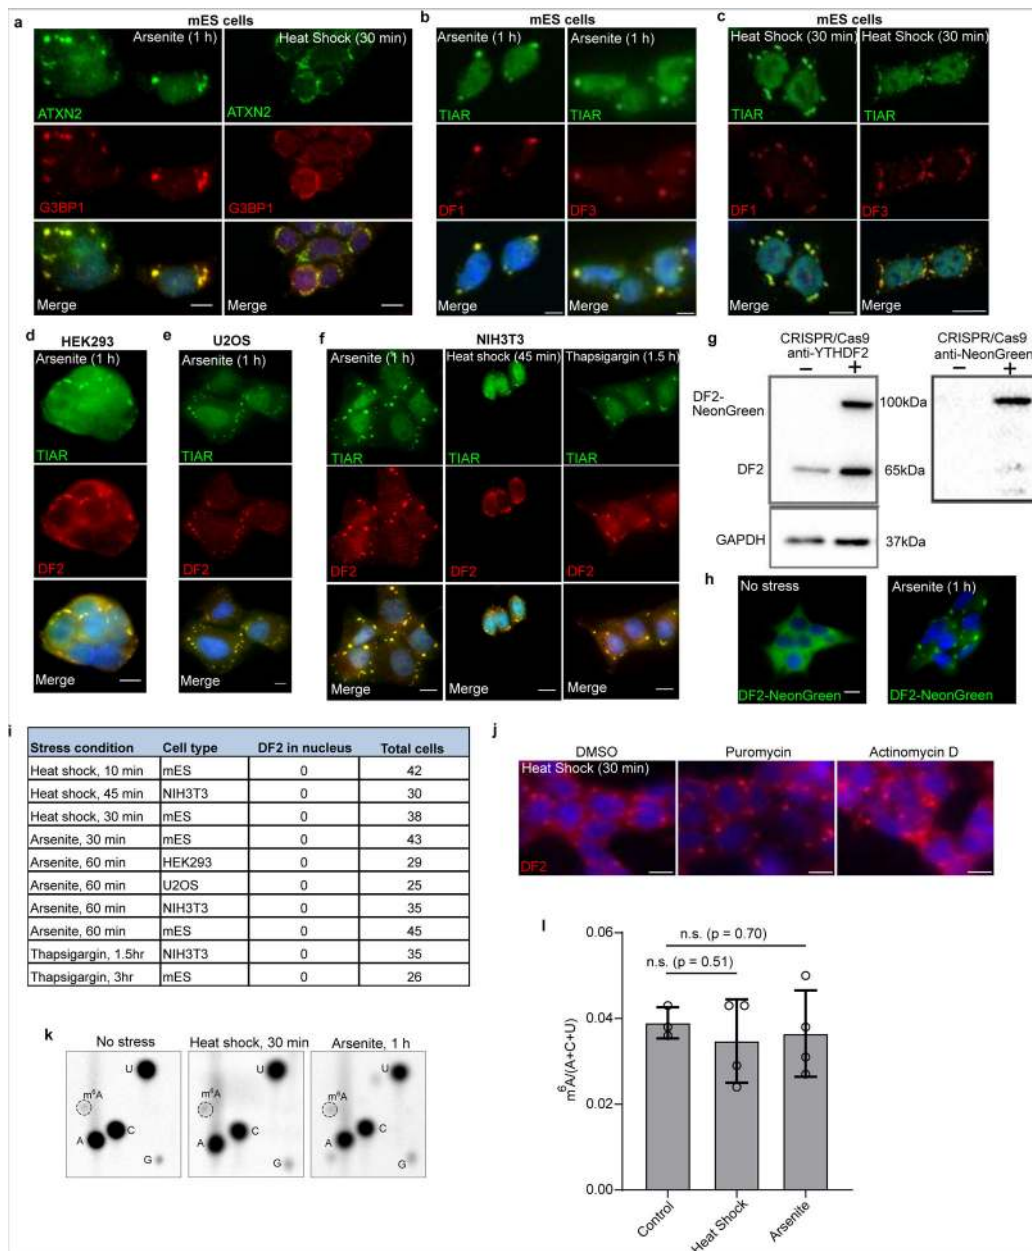 a
mES cells
Arsenite (1 h)
Heat Shock (30 min)
ATXN2
ATXN2
G3BP1
G3BP1
Merge
Merge
b
mES cells
Arsenite (1 h)
Arsenite (1 h)
TIAR
TIAR
DF1
DF3
Merge
Merge
c
mES cells
Heat Shock (30 min)
Heat Shock (30 min)
TIAR
TIAR
DF1
DF3
Merge
Merge
d
HEK293
Arsenite (1 h)
TIAR
DF2
Merge
e
U2OS
Arsenite (1 h)
TIAR
DF2
Merge
f
NIH3T3
Arsenite (1 h)
Heat shock (45 min)
Thapsigargin (1.5 h)
TIAR
TIAR
TIAR
DF2
DF2
DF2
Merge
Merge
Merge
g
CRISPR/Cas9
anti-YTHDF2
− +
CRISPR/Cas9
anti-NeonGreen
− +
DF2-
NeonGreen
100kDa
DF2
65kDa
GAPDH
37kDa
h
No stress
Arsenite (1 h)
DF2-NeonGreen
DF2-NeonGreen
i
Stress condition Cell type DF2 in nucleus Total cells
Heat shock, 10 min mES 0 42
Heat shock, 45 min NIH3T3 0 30
Heat shock, 30 min mES 0 38
Arsenite, 30 min mES 0 43
Arsenite, 60 min HEK293 0 29
Arsenite, 60 min U2OS 0 25
Arsenite, 60 min NIH3T3 0 35
Arsenite, 60 min mES 0 45
Thapsigargin, 1.5hr NIH3T3 0 35
Thapsigargin, 3hr mES 0 26
j
DMSO
Puromycin
Actinomycin D
Heat Shock (30 min)
DF2
k
No stress
Heat shock, 30 min
Arsenite, 1 h
U
m⁶A
A
C
G
U
m⁶A
A
C
G
U
m⁶A
A
C
G
l
m⁶A/(A+C+U)
0.06
0.04
0.02
0.00
n.s. (p = 0.70)
n.s. (p = 0.51)
Control
Heat Shock
Arsenite